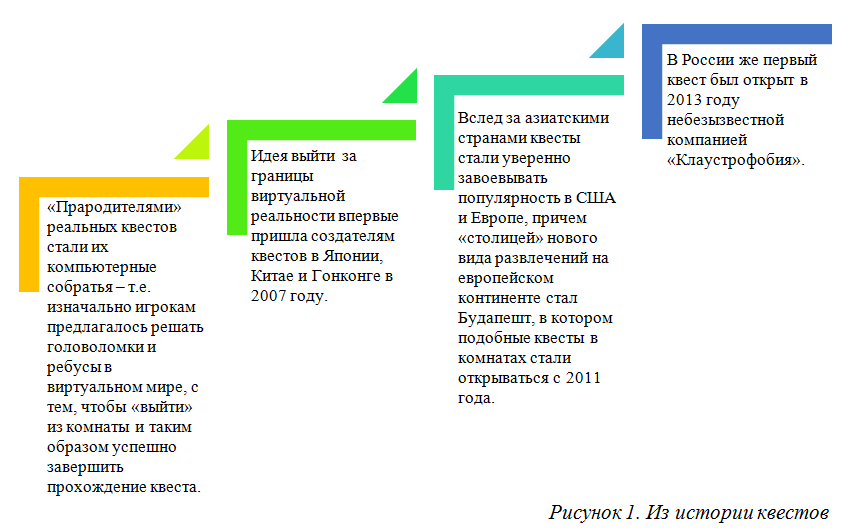 «Прародителями»
реальных квестов
стали их
компьютерные
собратья – т.е.
изначально игрокам
предлагалось решать
головоломки и
ребусы в
виртуальном мире, с
тем, чтобы «выйти»
из комнаты и таким
образом успешно
завершить
прохождение квеста.
Идея выйти за
границы
виртуальной
реальности впервые
пришла создателям
квестов в Японии,
Китае и Гонконге в
2007 году.
Вслед за азиатскими
странами квесты
стали уверенно
завоевывать
популярность в США
и Европе, причем
«столицей» нового
вида развлечений на
европейском
континенте стал
Будапешт, в котором
подобные квесты в
комнатах стали
открываться с 2011
года.
В России же первый
квест был открыт в
2013 году
небезызвестной
компанией
«Клаустрофобия».
Рисунок 1. Из истории квестов